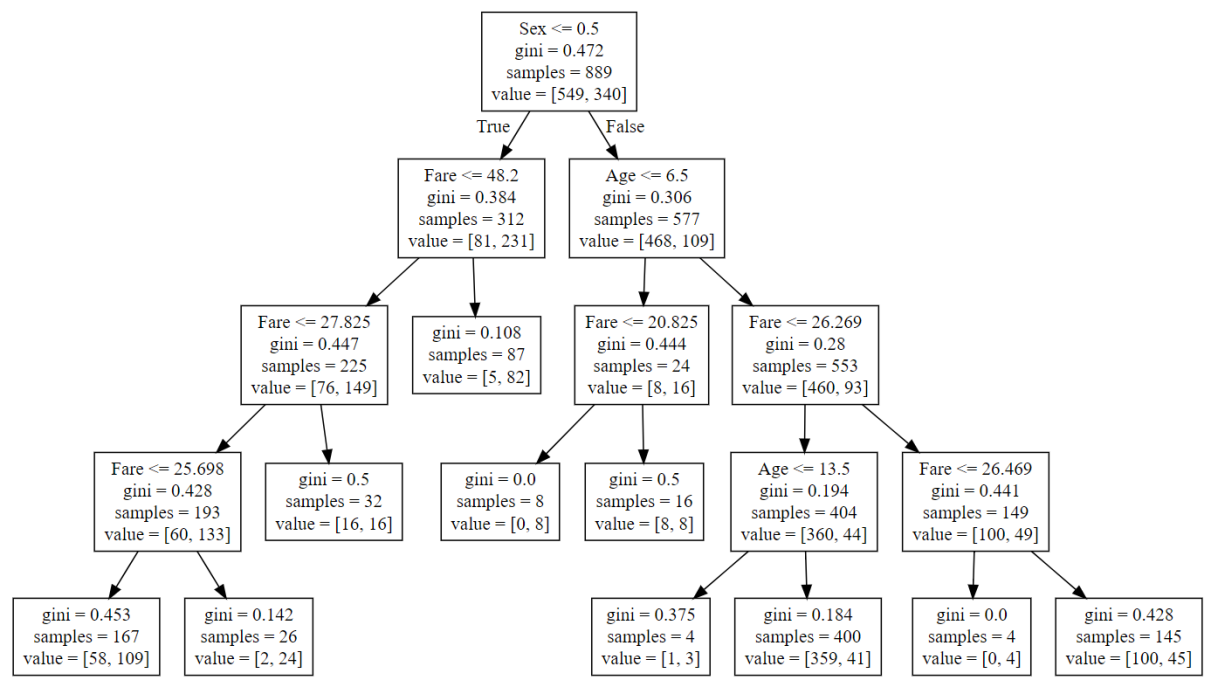 Sex <= 0.5
gini = 0.472
samples = 889
value = [549, 340]
True
False
Fare <= 48.2
gini = 0.384
samples = 312
value = [81, 231]
Age <= 6.5
gini = 0.306
samples = 577
value = [468, 109]
Fare <= 27.825
gini = 0.447
samples = 225
value = [76, 149]
gini = 0.108
samples = 87
value = [5, 82]
Fare <= 20.825
gini = 0.444
samples = 24
value = [8, 16]
Fare <= 26.269
gini = 0.28
samples = 553
value = [460, 93]
Fare <= 25.698
gini = 0.428
samples = 193
value = [60, 133]
gini = 0.5
samples = 32
value = [16, 16]
gini = 0.0
samples = 8
value = [0, 8]
gini = 0.5
samples = 16
value = [8, 8]
Age <= 13.5
gini = 0.194
samples = 404
value = [360, 44]
Fare <= 26.469
gini = 0.441
samples = 149
value = [100, 49]
gini = 0.453
samples = 167
value = [58, 109]
gini = 0.142
samples = 26
value = [2, 24]
gini = 0.375
samples = 4
value = [1, 3]
gini = 0.184
samples = 400
value = [359, 41]
gini = 0.0
samples = 4
value = [0, 4]
gini = 0.428
samples = 145
value = [100, 45]